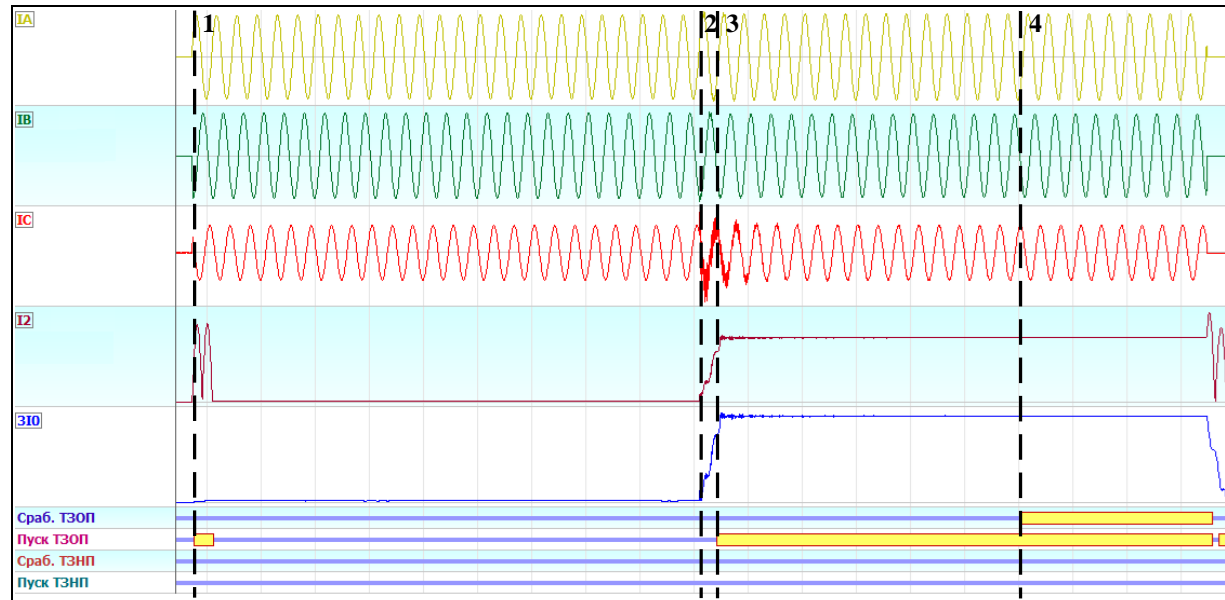 IA
1
2
3
4
IB
IC
I2
3I0
Сраб. ТЗОП
Пуск ТЗОП
Сраб. ТЗНП
Пуск ТЗНП